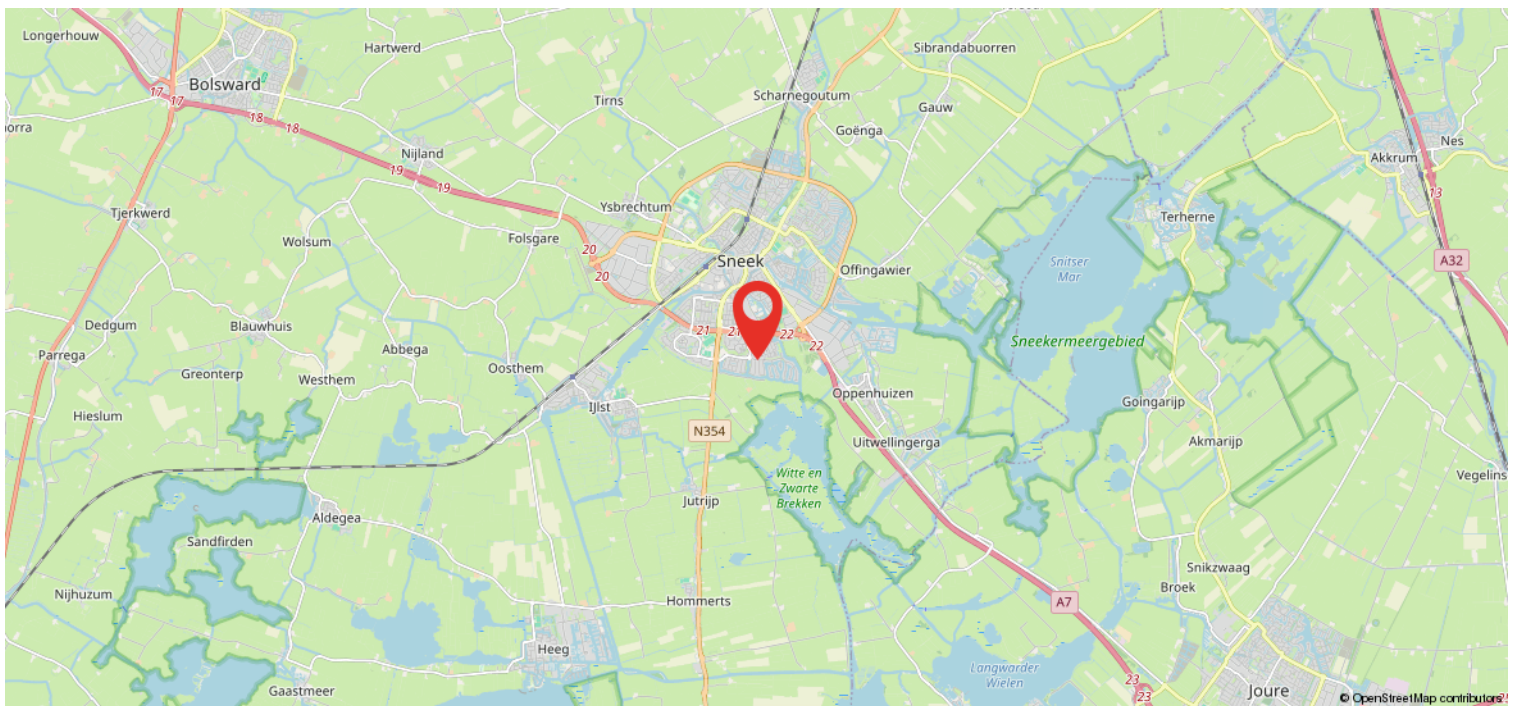 Longerhouw
Hartwerd
Sibrandabuorren
Bolsward
17
17
18
18
Tirns
Scharnegoutum
Gauw
Goënga
Nijland
19
19
Akkrum
Nes
13
Tjerkwerd
Ysbrechtum
Terherne
Wolsum
Folsgare
20
20
Sneek
Offingawier
Snitser
Mar
A32
Dedgum
Blauwhuis
21
21
22
22
Parrega
Abbega
Sneekermeergebied
Greonterp
Westhem
Oosthem
Oppenhuizen
Goingarijp
Hieslum
IJlst
N354
Uitwellingerga
Akmarijp
Witte en
Zwarte
Brekken
Vegelins
Jutrijp
Aldegea
Sandfirden
Snikzwaag
Broek
Nijhuzum
Hommerts
A7
Heeg
Langwarder
Wielen
23
23
Gaastmeer
Joure
© OpenStreetMap contributors